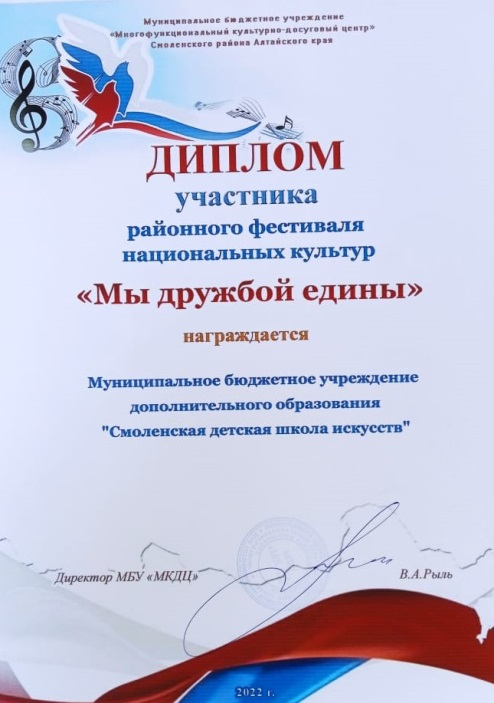 Муниципальное бюджетное учреждение
«Многофункциональный культурно-досуговый центр»
Смоленского района Алтайского края
ДИПЛОМ
участника
районного фестиваля
национальных культур
«Мы дружбой едины»
награждается
Муниципальное бюджетное учреждение
дополнительного образования
"Смоленская детская школа искусств"
Директор МБУ «МКДЦ» В.А.Рыль
2022 г.